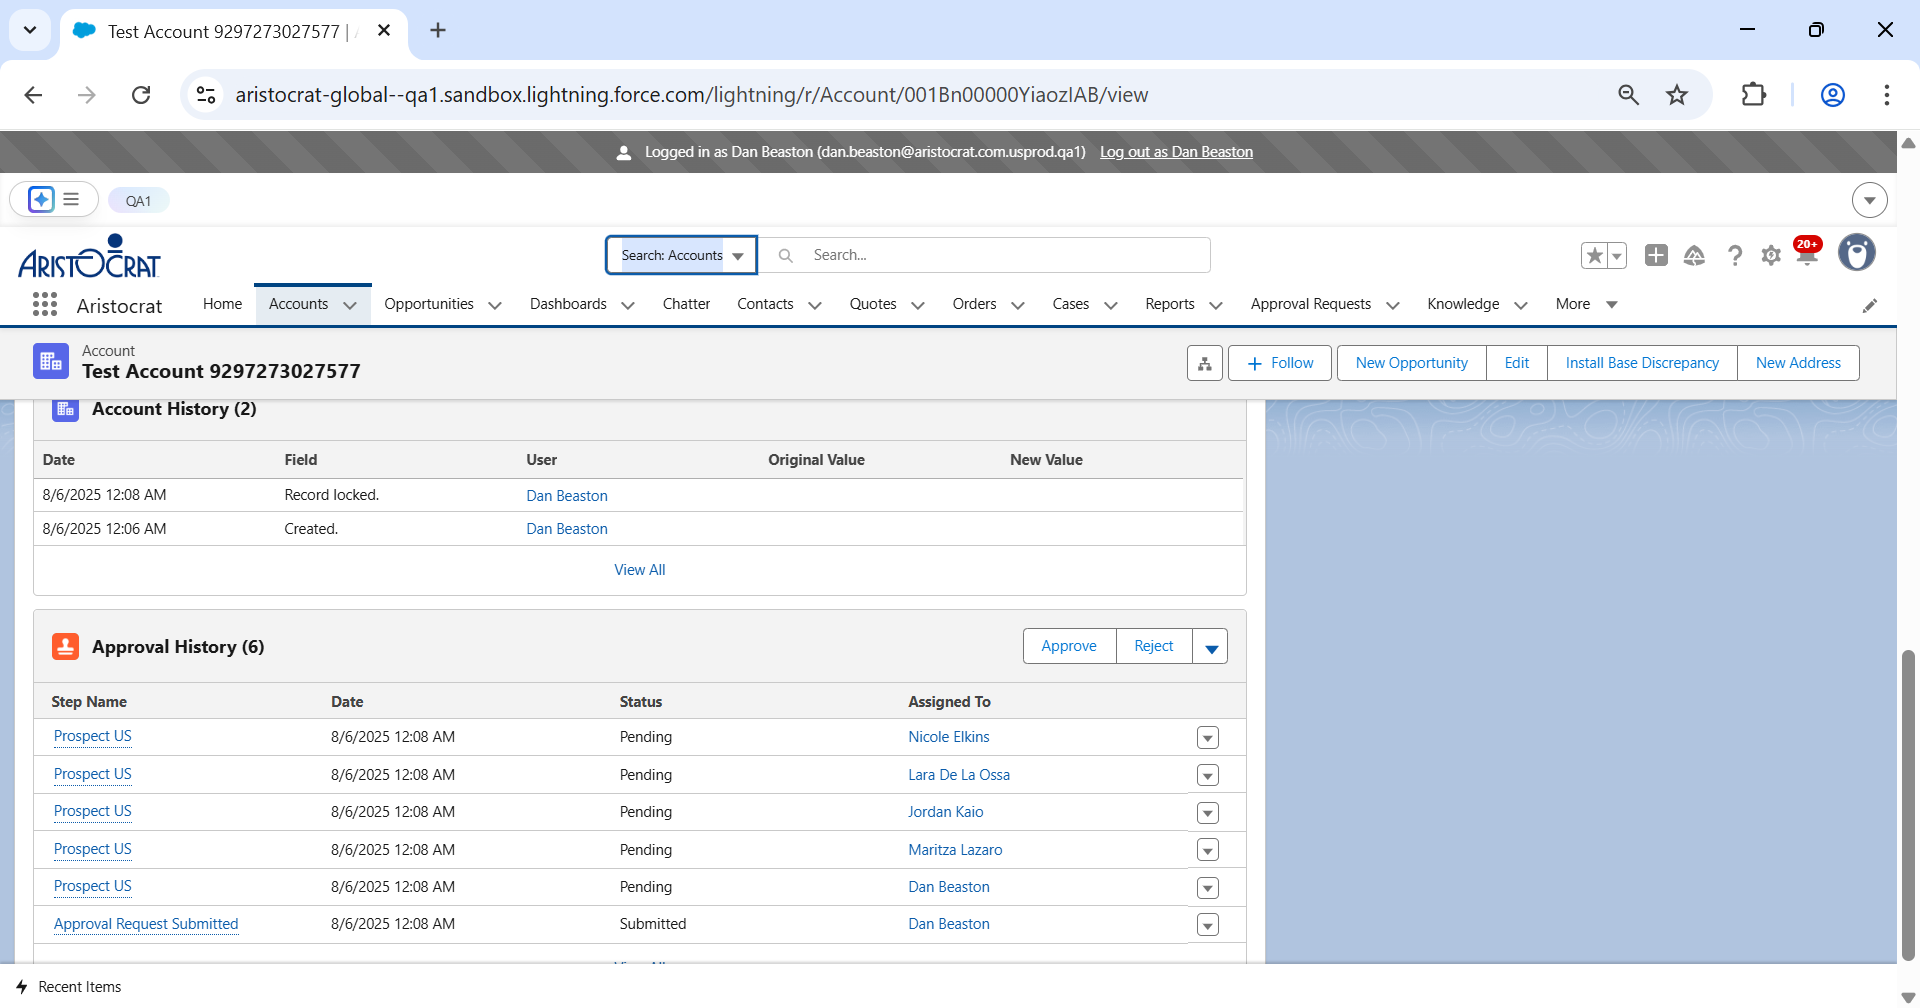 Test Account 9297273027577 |
aristocrat-global--qa1.sandbox.lightning.force.com/lightning/r/Account/001Bn00000YiaozIAB/view
Logged in as Dan Beaston (dan.beaston@aristocrat.com.usprod.qa1) Log out as Dan Beaston
QA1
ARISTOCRAT
Search: Accounts
Search...
20+
Aristocrat Home Accounts Opportunities Dashboards Chatter Contacts Quotes Orders Cases Reports Approval Requests Knowledge More
Account
Test Account 9297273027577
Follow New Opportunity Edit Install Base Discrepancy New Address
Account History (2)
Date Field User Original Value New Value
8/6/2025 12:08 AM Record locked. Dan Beaston
8/6/2025 12:06 AM Created. Dan Beaston
View All
Approval History (6)
Approve Reject
Step Name Date Status Assigned To
Prospect US 8/6/2025 12:08 AM Pending Nicole Elkins
Prospect US 8/6/2025 12:08 AM Pending Lara De La Ossa
Prospect US 8/6/2025 12:08 AM Pending Jordan Kaio
Prospect US 8/6/2025 12:08 AM Pending Maritza Lazaro
Prospect US 8/6/2025 12:08 AM Pending Dan Beaston
Approval Request Submitted 8/6/2025 12:08 AM Submitted Dan Beaston
Recent Items